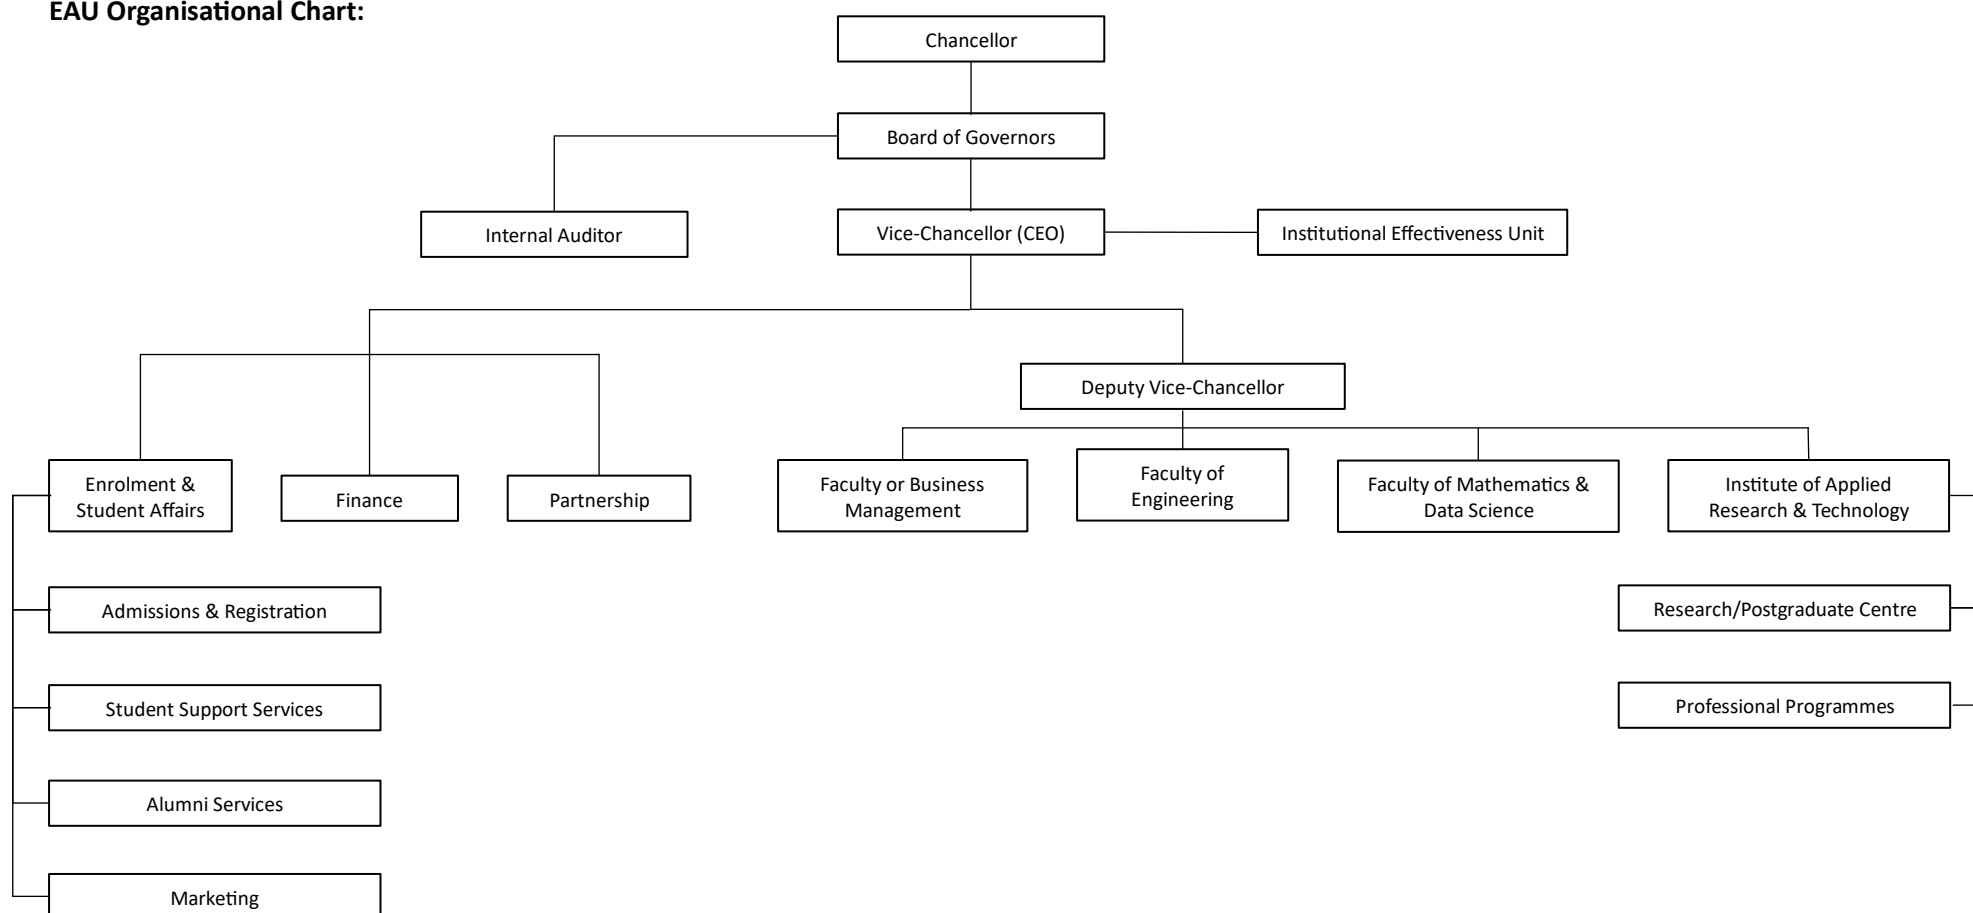 EAU Organisational Chart:
Chancellor
Board of Governors
Internal Auditor
Vice-Chancellor (CEO)
Institutional Effectiveness Unit
Deputy Vice-Chancellor
Enrolment &
Student Affairs
Finance
Partnership
Faculty or Business
Management
Faculty of
Engineering
Faculty of Mathematics &
Data Science
Institute of Applied
Research & Technology
Admissions & Registration
Research/Postgraduate Centre
Student Support Services
Professional Programmes
Alumni Services
Marketing